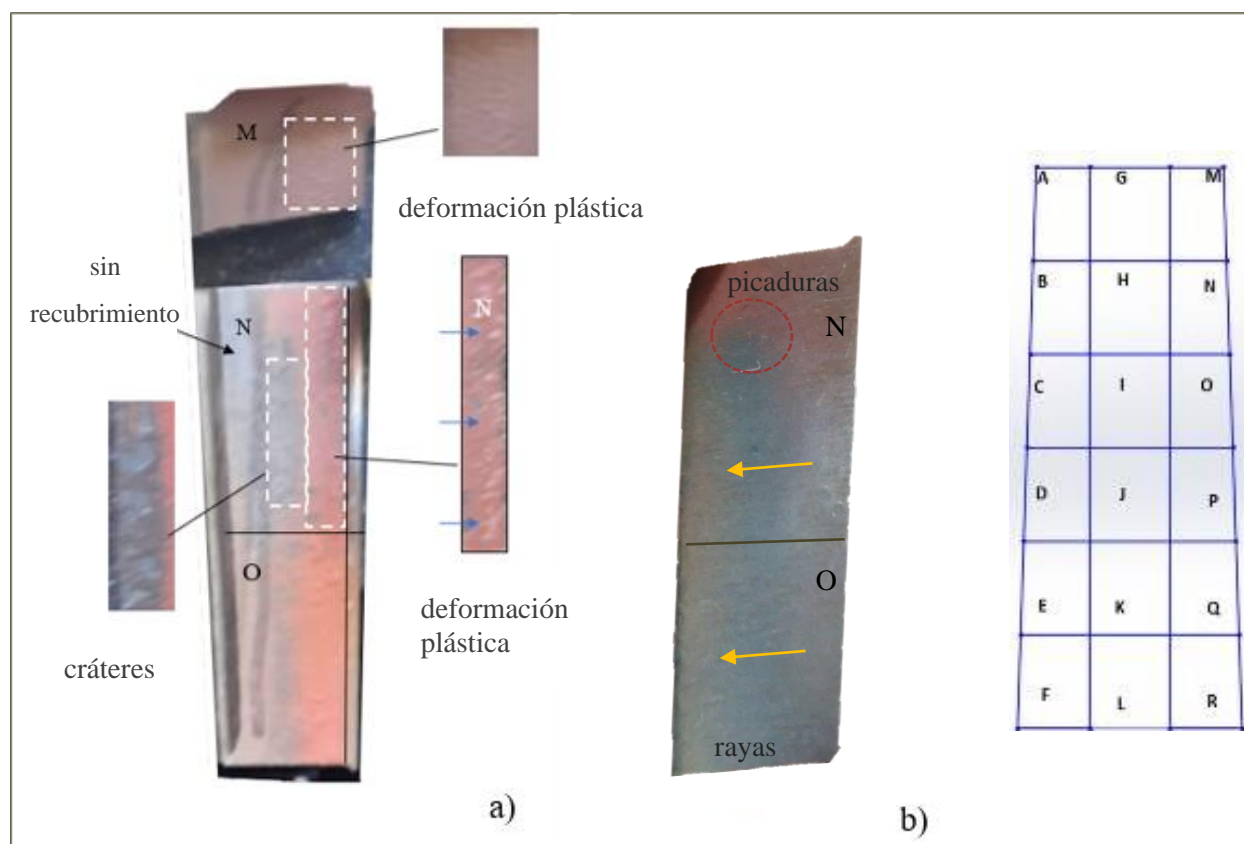 M
deformación plástica
sin
recubrimiento
N
N
O
cráteres
deformación
plástica
a)
picaduras
N
O
rayas
b)
A G M
B H N
C I O
D J P
E K Q
F L R